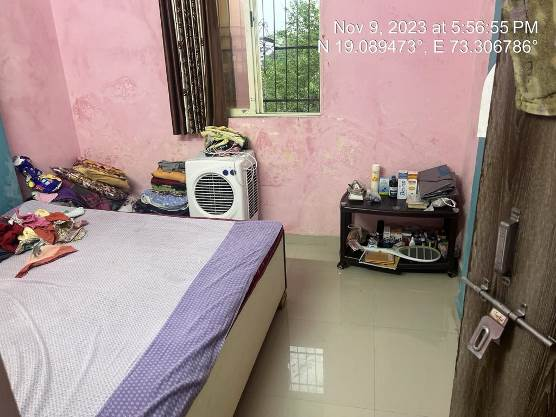 Nov 9, 2023 at 5:56:55 PM
N 19.089473°, E 73.306786°